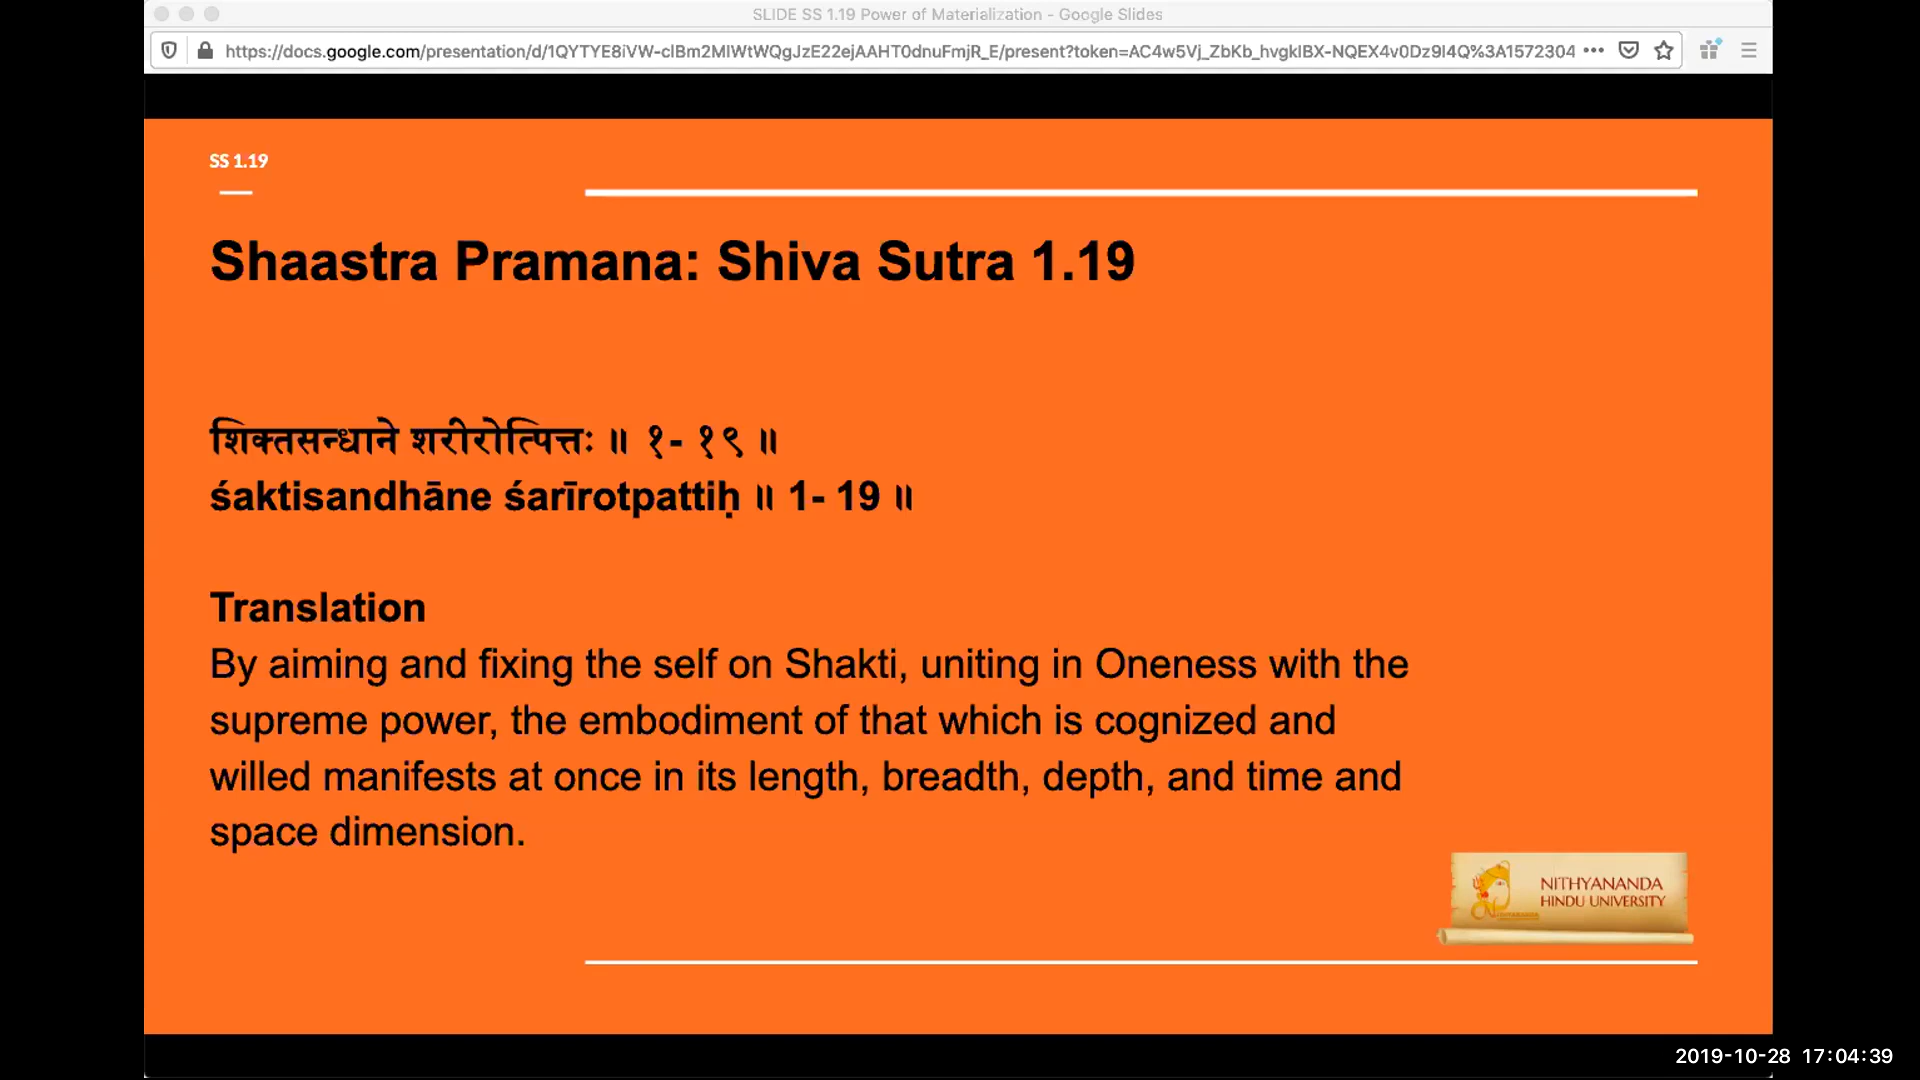 SLIDE SS 1.19 Power of Materialization - Google Slides
https://docs.google.com/presentation/d/1QYTYE8iVW-clBm2MlWtWQgJzE22ejAAHT0dnuFmjR_E/present?token=AC4w5Vj_ZbKb_hvgklBX-NQEX4v0Dz9l4Q%3A1572304
SS 1.19
Shaastra Pramana: Shiva Sutra 1.19
शिक्तसन्धाने शरीरोत्पित्तः ॥ १- १९ ॥
śaktisandhāne śarīrotpattiḥ ॥ 1- 19 ॥
Translation
By aiming and fixing the self on Shakti, uniting in Oneness with the
supreme power, the embodiment of that which is cognized and
willed manifests at once in its length, breadth, depth, and time and
space dimension.
NITHYANANDA
HINDU UNIVERSITY
2019-10-28 17:04:39